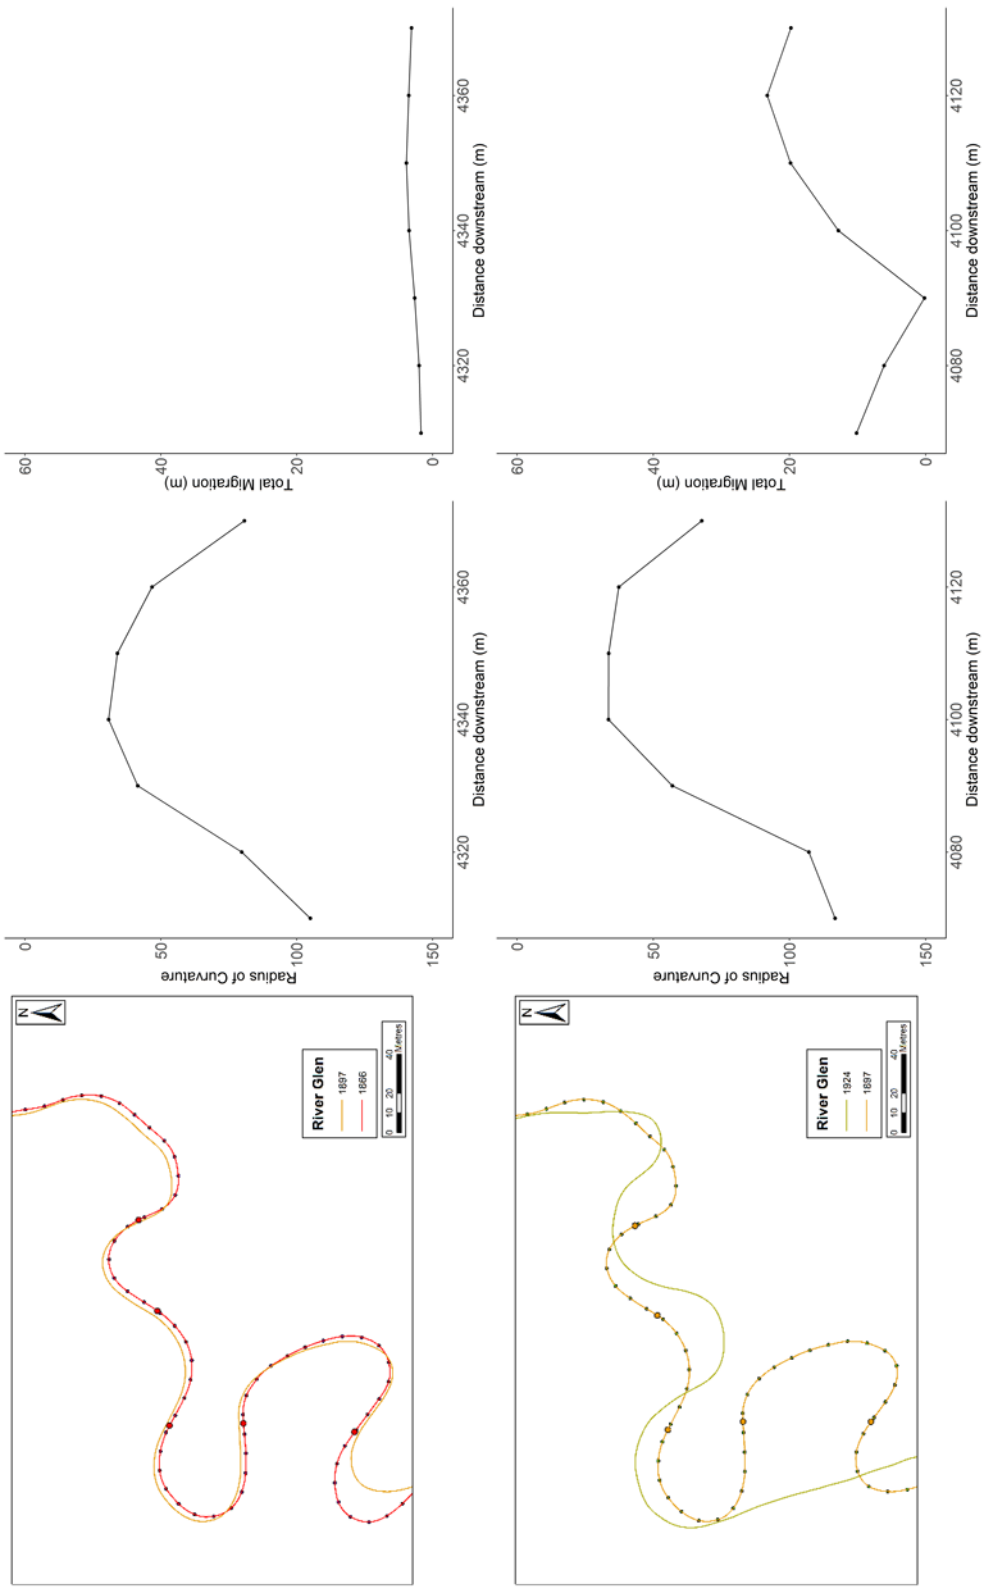 N
River Glen
1897
1866
0 10 20 40
Metres
Radius of Curvature
0
50
100
150
4320
4340
4360
Distance downstream (m)
Total Migration (m)
60
40
20
0
4320
4340
4360
Distance downstream (m)
N
River Glen
1924
1897
0 10 20 40
Metres
Radius of Curvature
0
50
100
150
4080
4100
4120
Distance downstream (m)
Total Migration (m)
60
40
20
0
4080
4100
4120
Distance downstream (m)